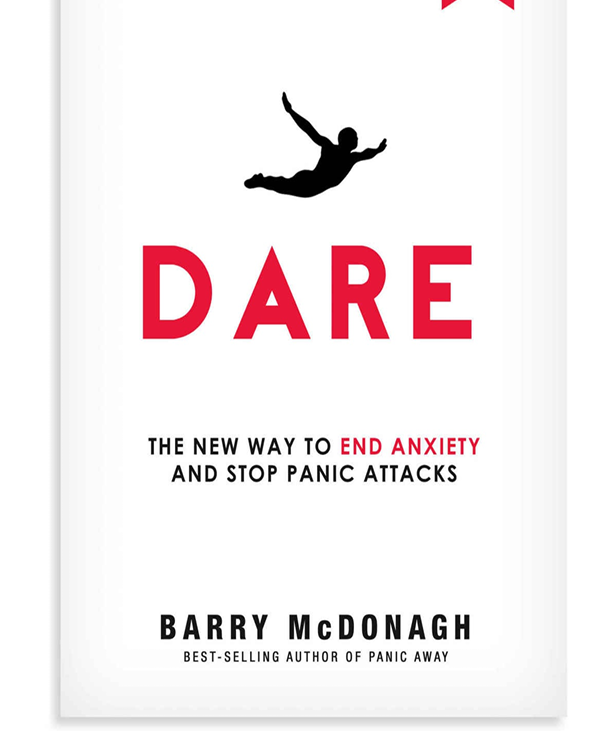 DARE
THE NEW WAY TO END ANXIETY
AND STOP PANIC ATTACKS
BARRY McDONAGH
BEST-SELLING AUTHOR OF PANIC AWAY